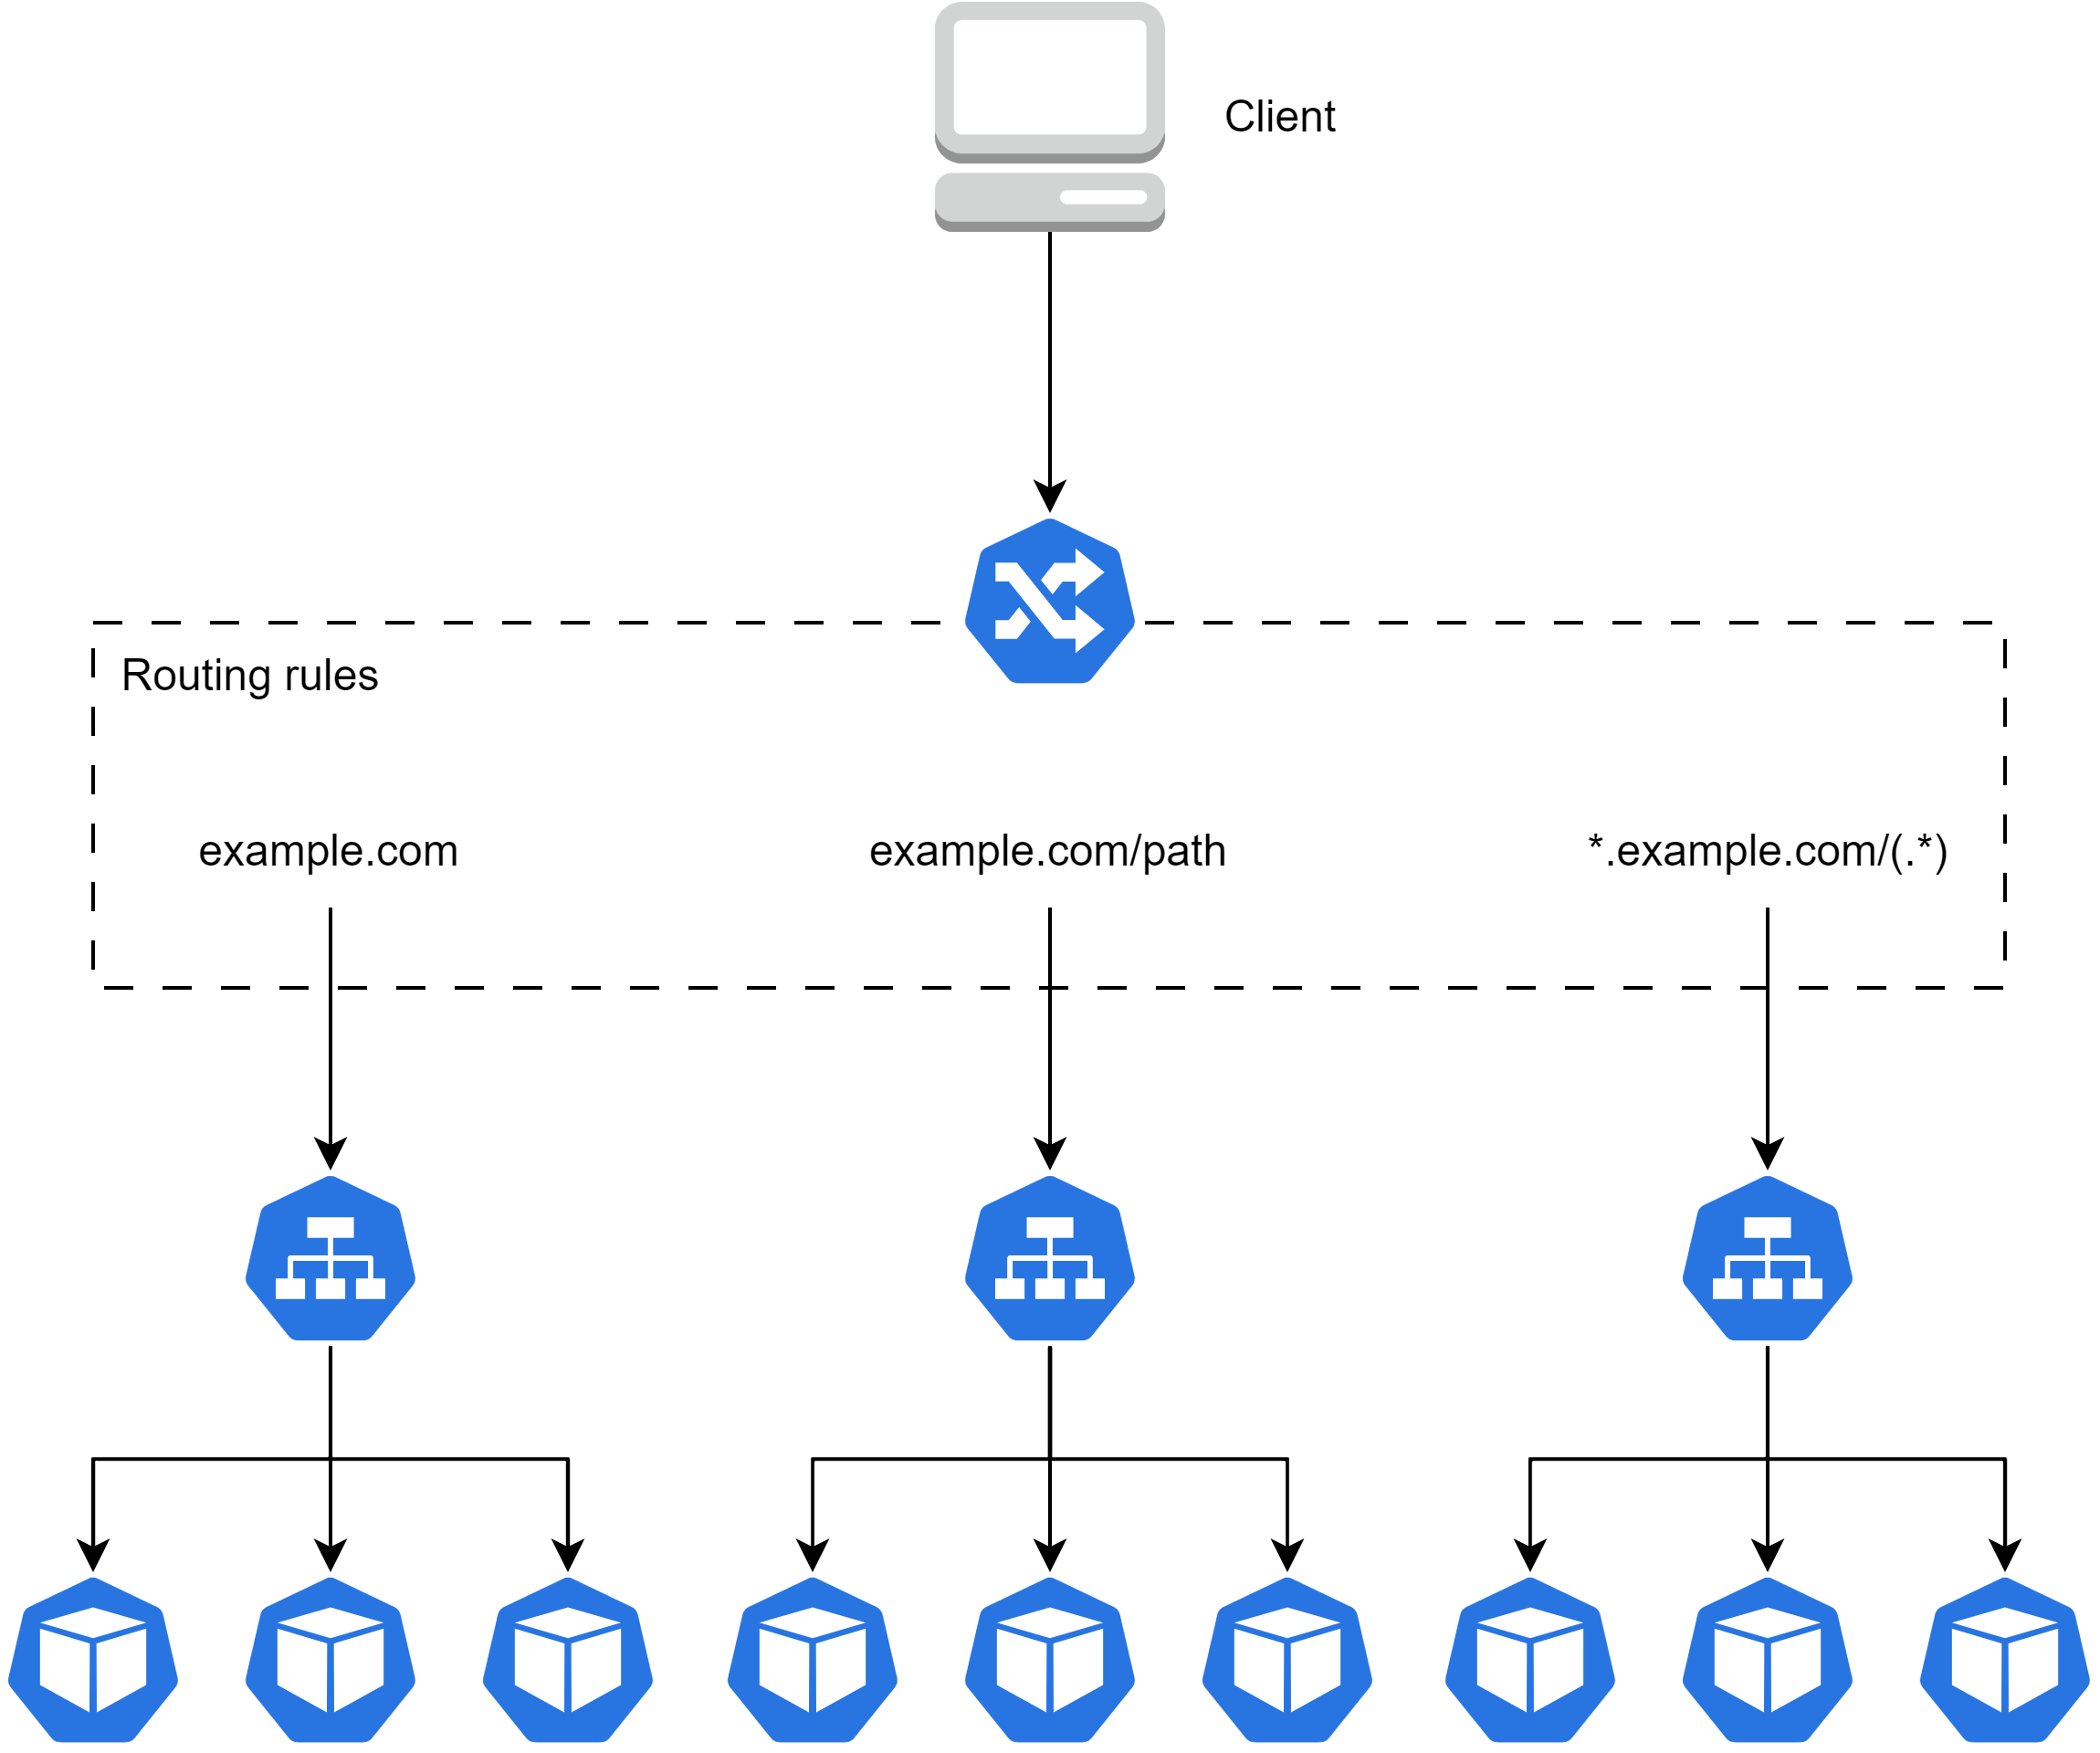 Client
Routing rules
example.com
example.com/path
*.example.com/(.*)